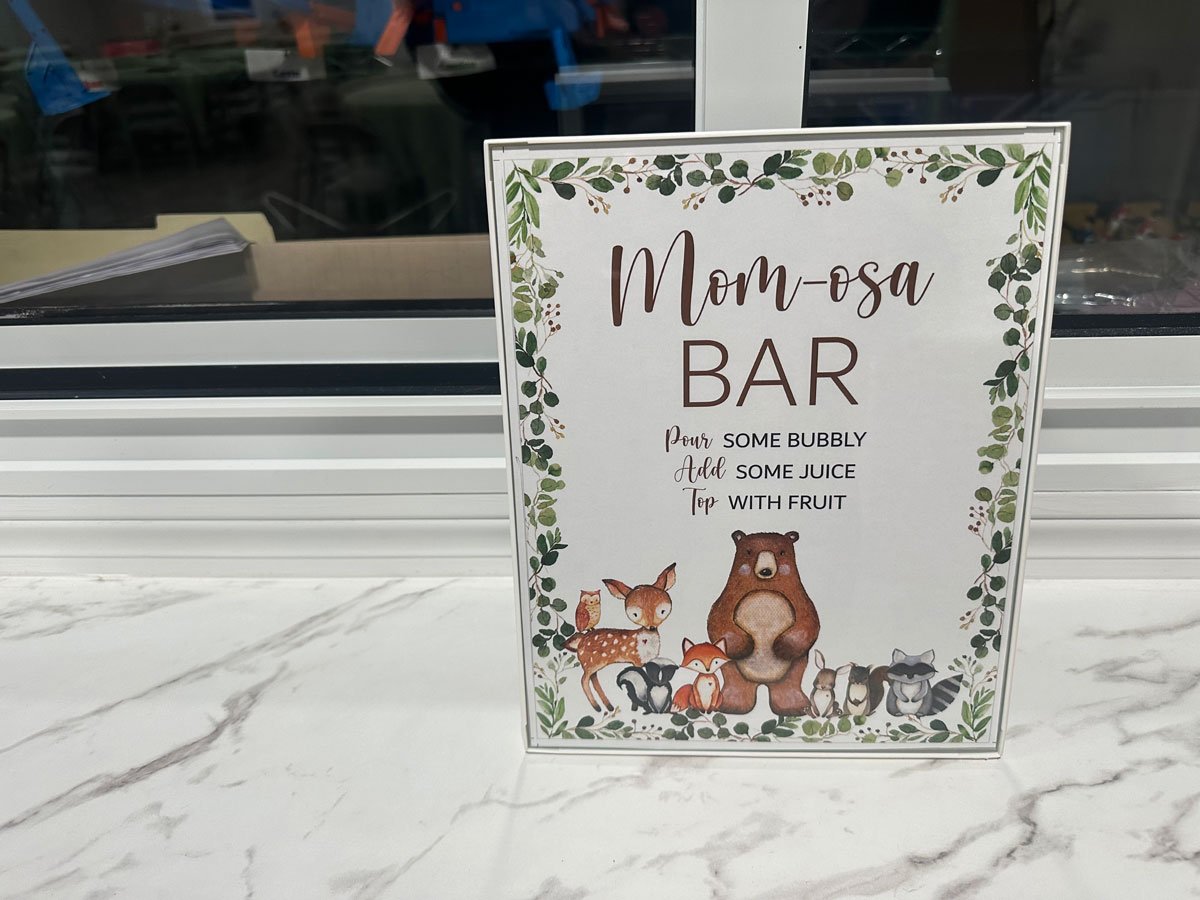 Mom-osa
BAR
Pour SOME BUBBLY
Add SOME JUICE
Top WITH FRUIT